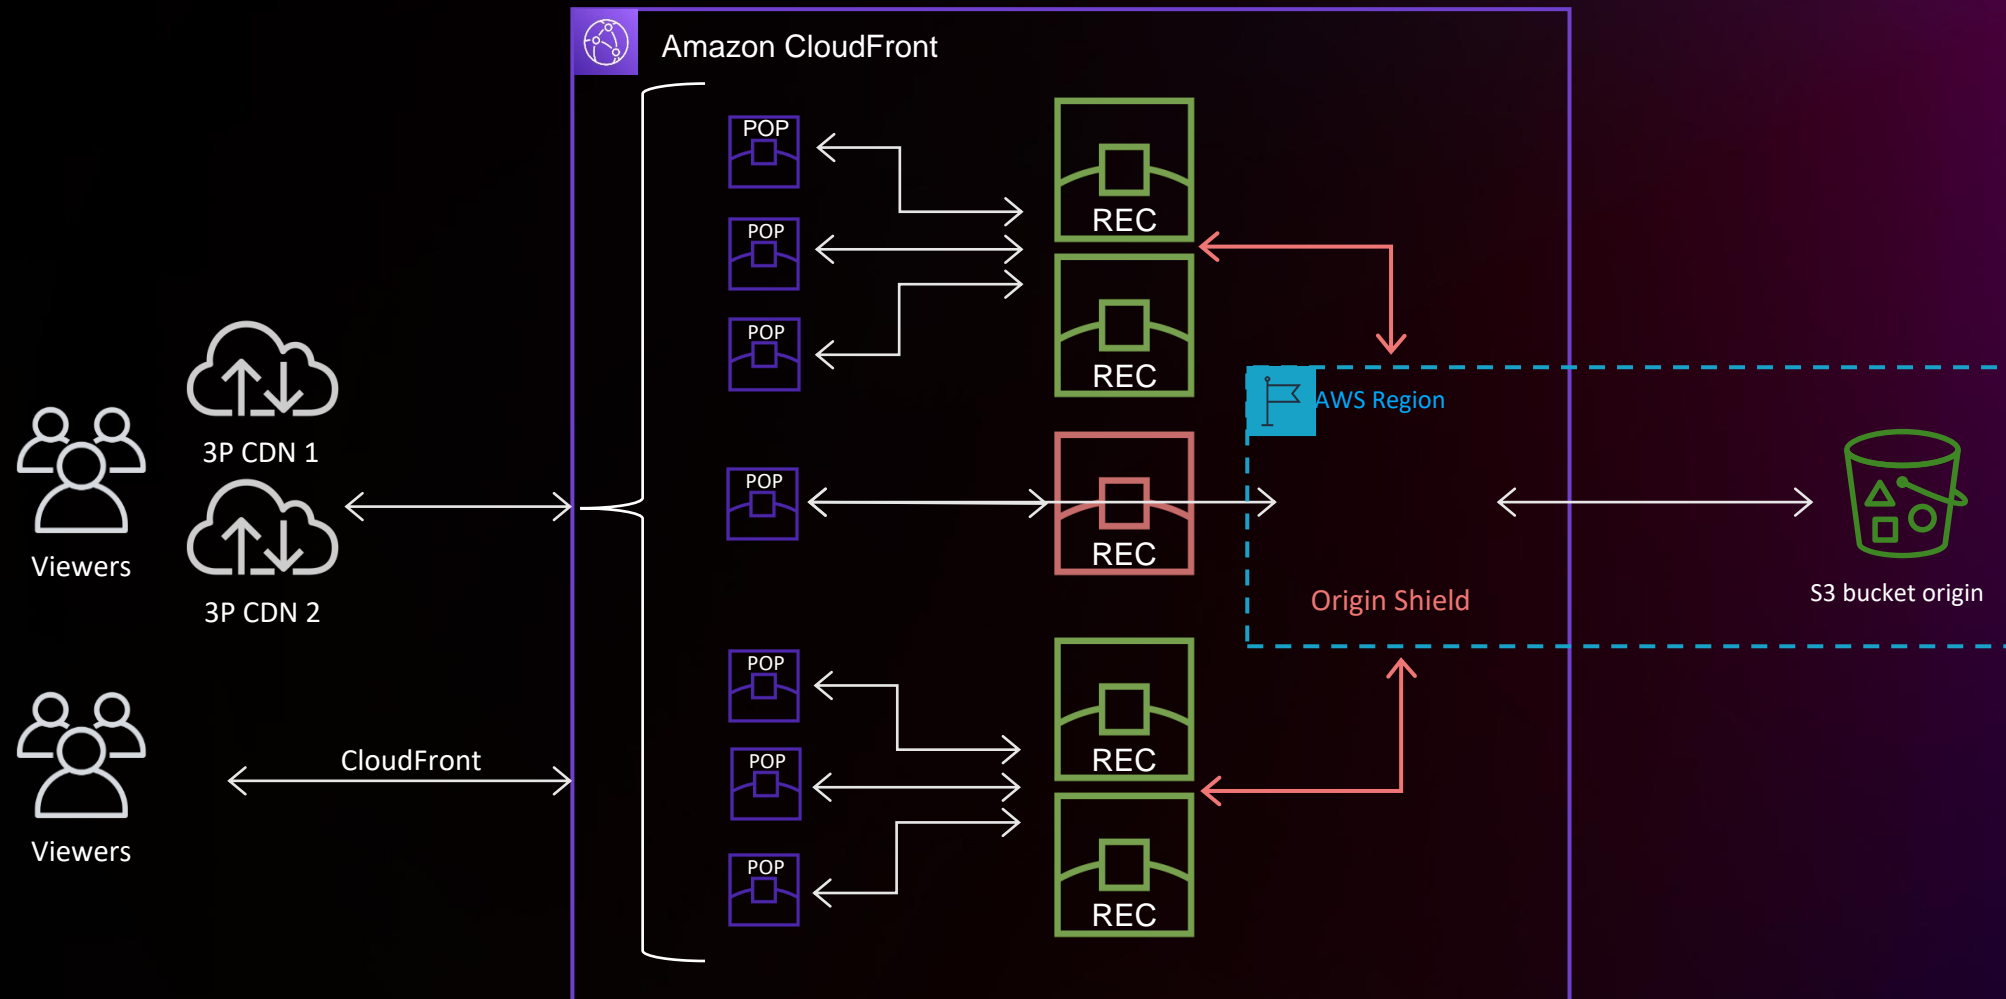 Amazon CloudFront
POP
POP
POP
POP
POP
POP
POP
REC
REC
REC
REC
REC
3P CDN 1
3P CDN 2
Viewers
CloudFront
Viewers
AWS Region
Origin Shield
S3 bucket origin